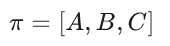 π = [A, B, C]